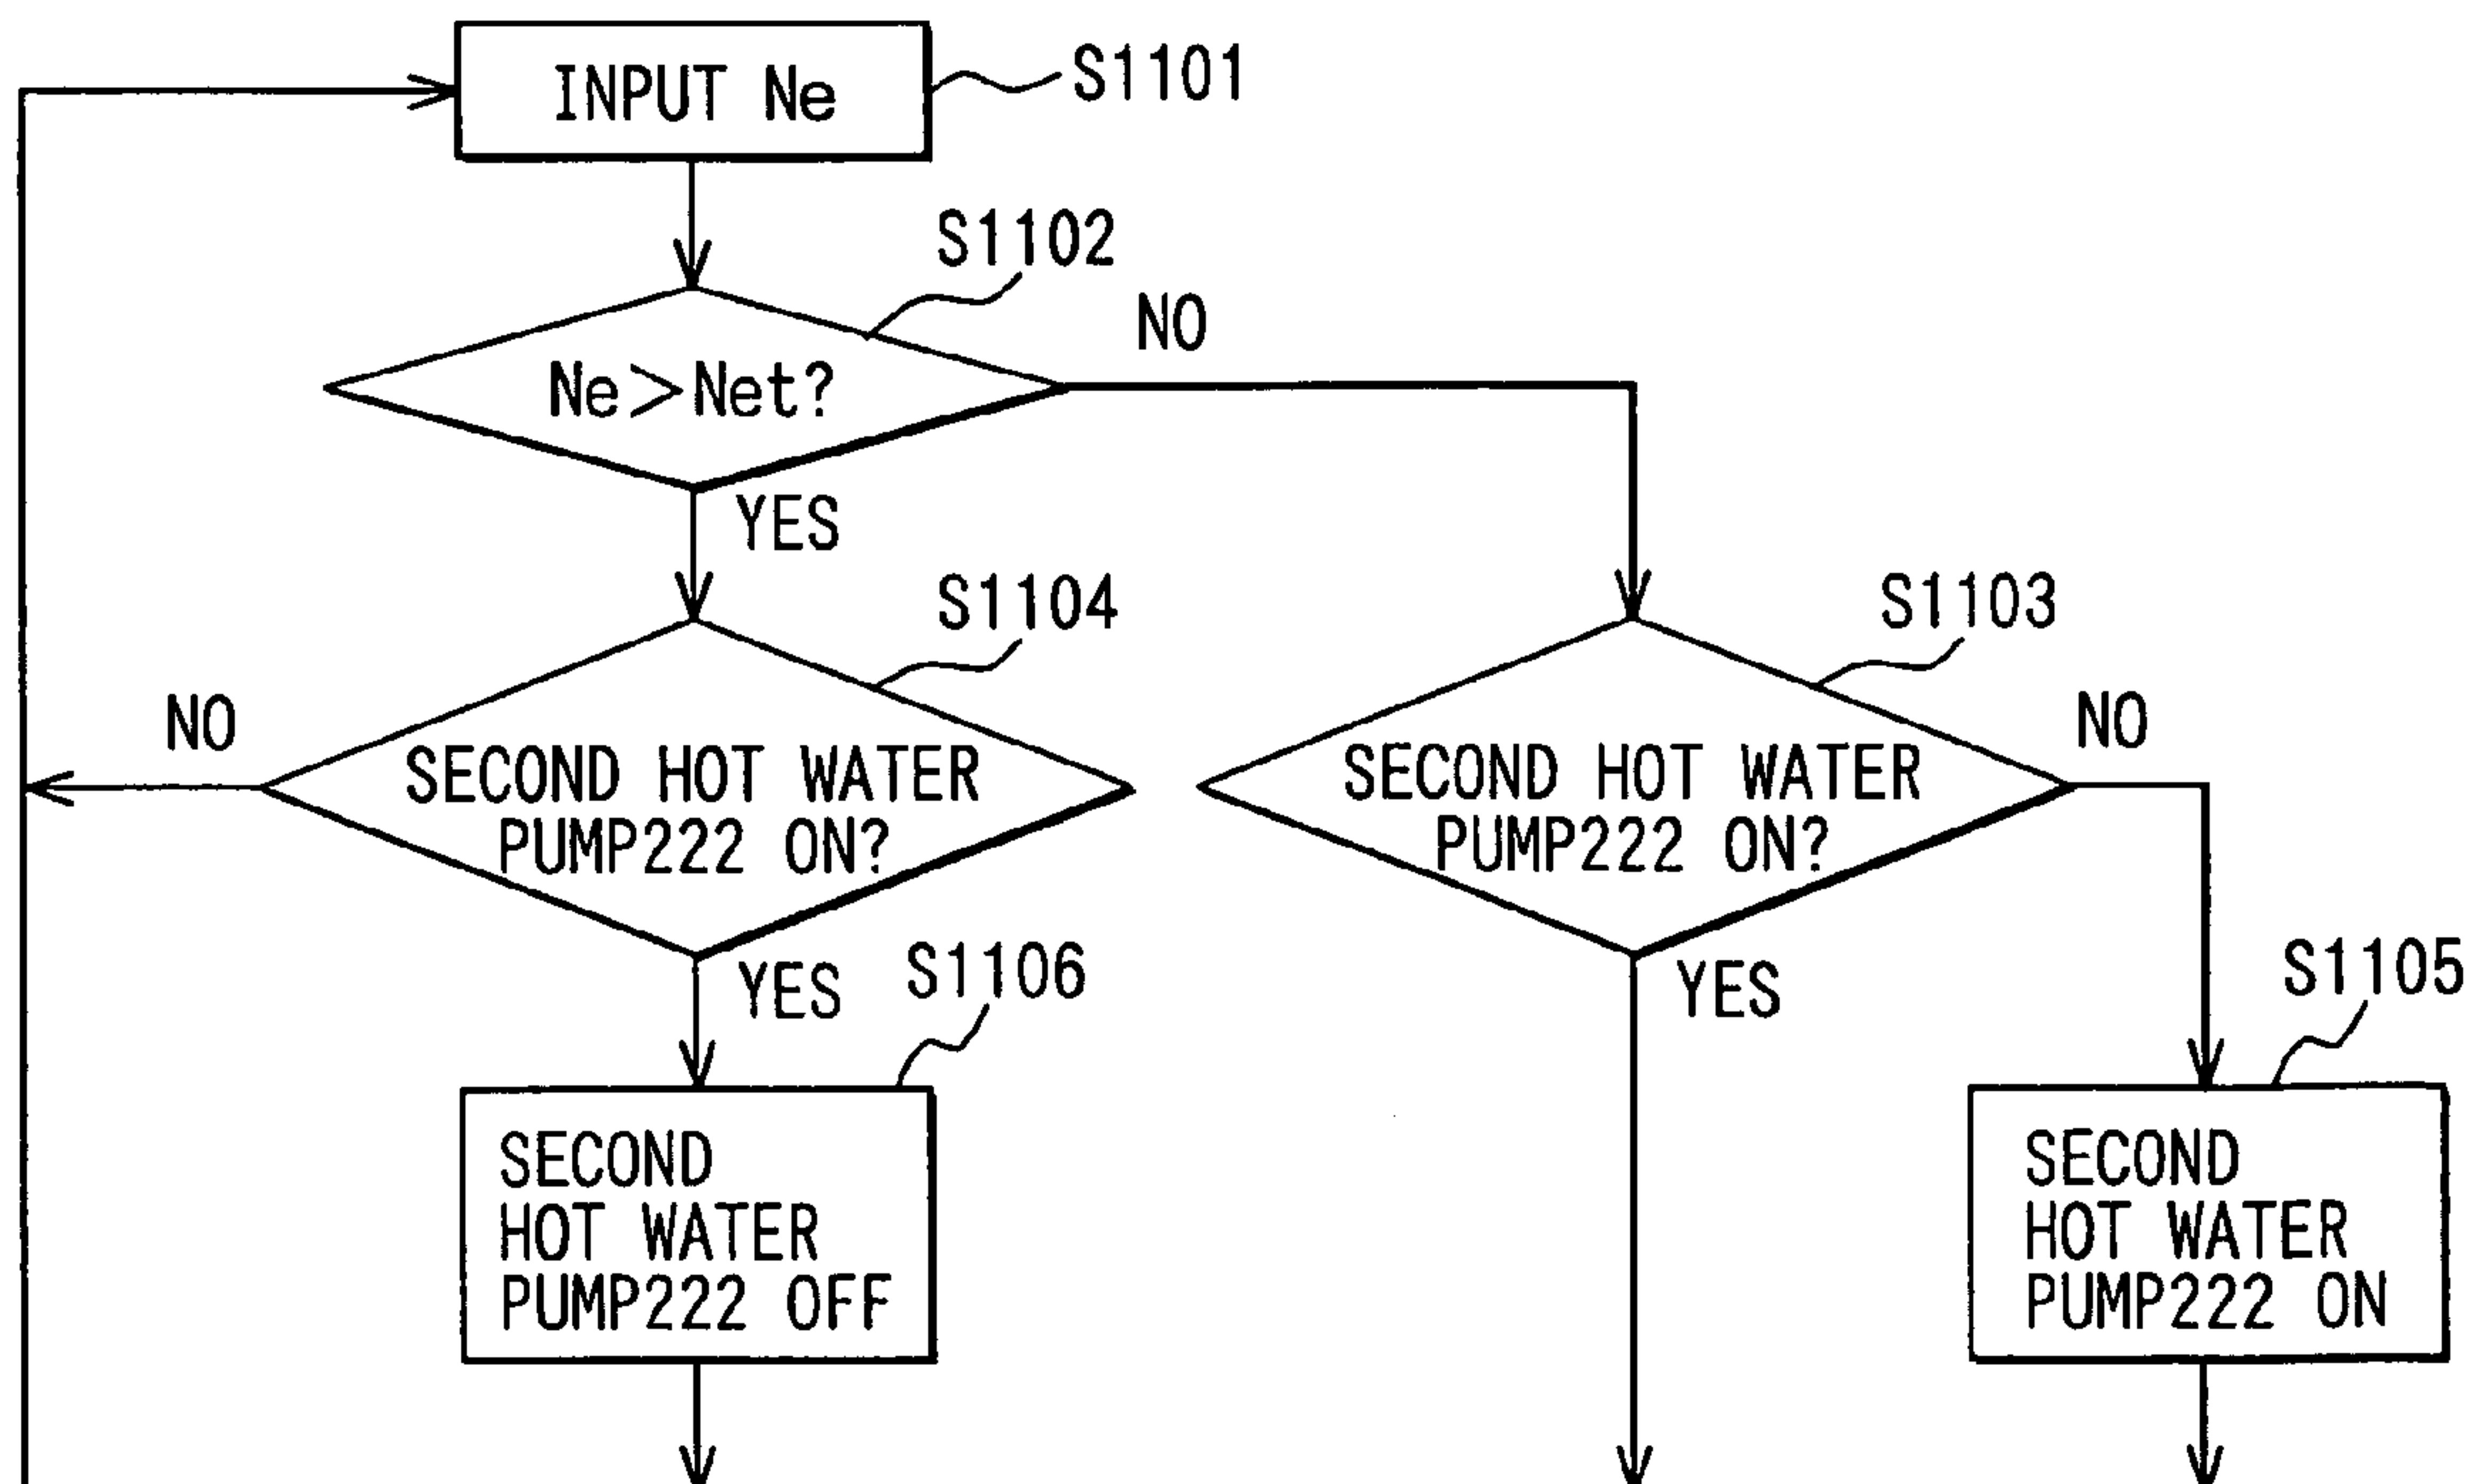 INPUT Ne
S1101
S1102
NO
Ne>Net?
YES
S1104
S1103
NO
SECOND HOT WATER
PUMP222 ON?
SECOND HOT WATER
PUMP222 ON?
NO
YES
S1106
YES
S1105
SECOND
HOT WATER
PUMP222 OFF
SECOND
HOT WATER
PUMP222 ON